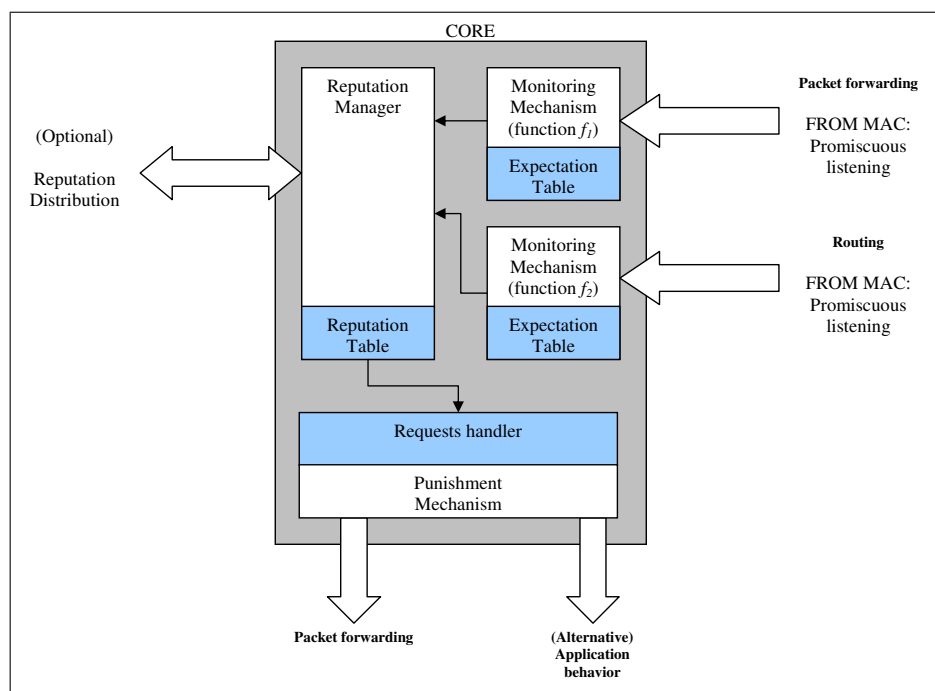 CORE
(Optional)
Reputation
Distribution
Reputation
Manager
Reputation
Table
Monitoring
Mechanism
(function f1)
Expectation
Table
Monitoring
Mechanism
(function f2)
Expectation
Table
Packet forwarding
FROM MAC:
Promiscuous
listening
Routing
FROM MAC:
Promiscuous
listening
Requests handler
Punishment
Mechanism
Packet forwarding
(Alternative)
Application
behavior